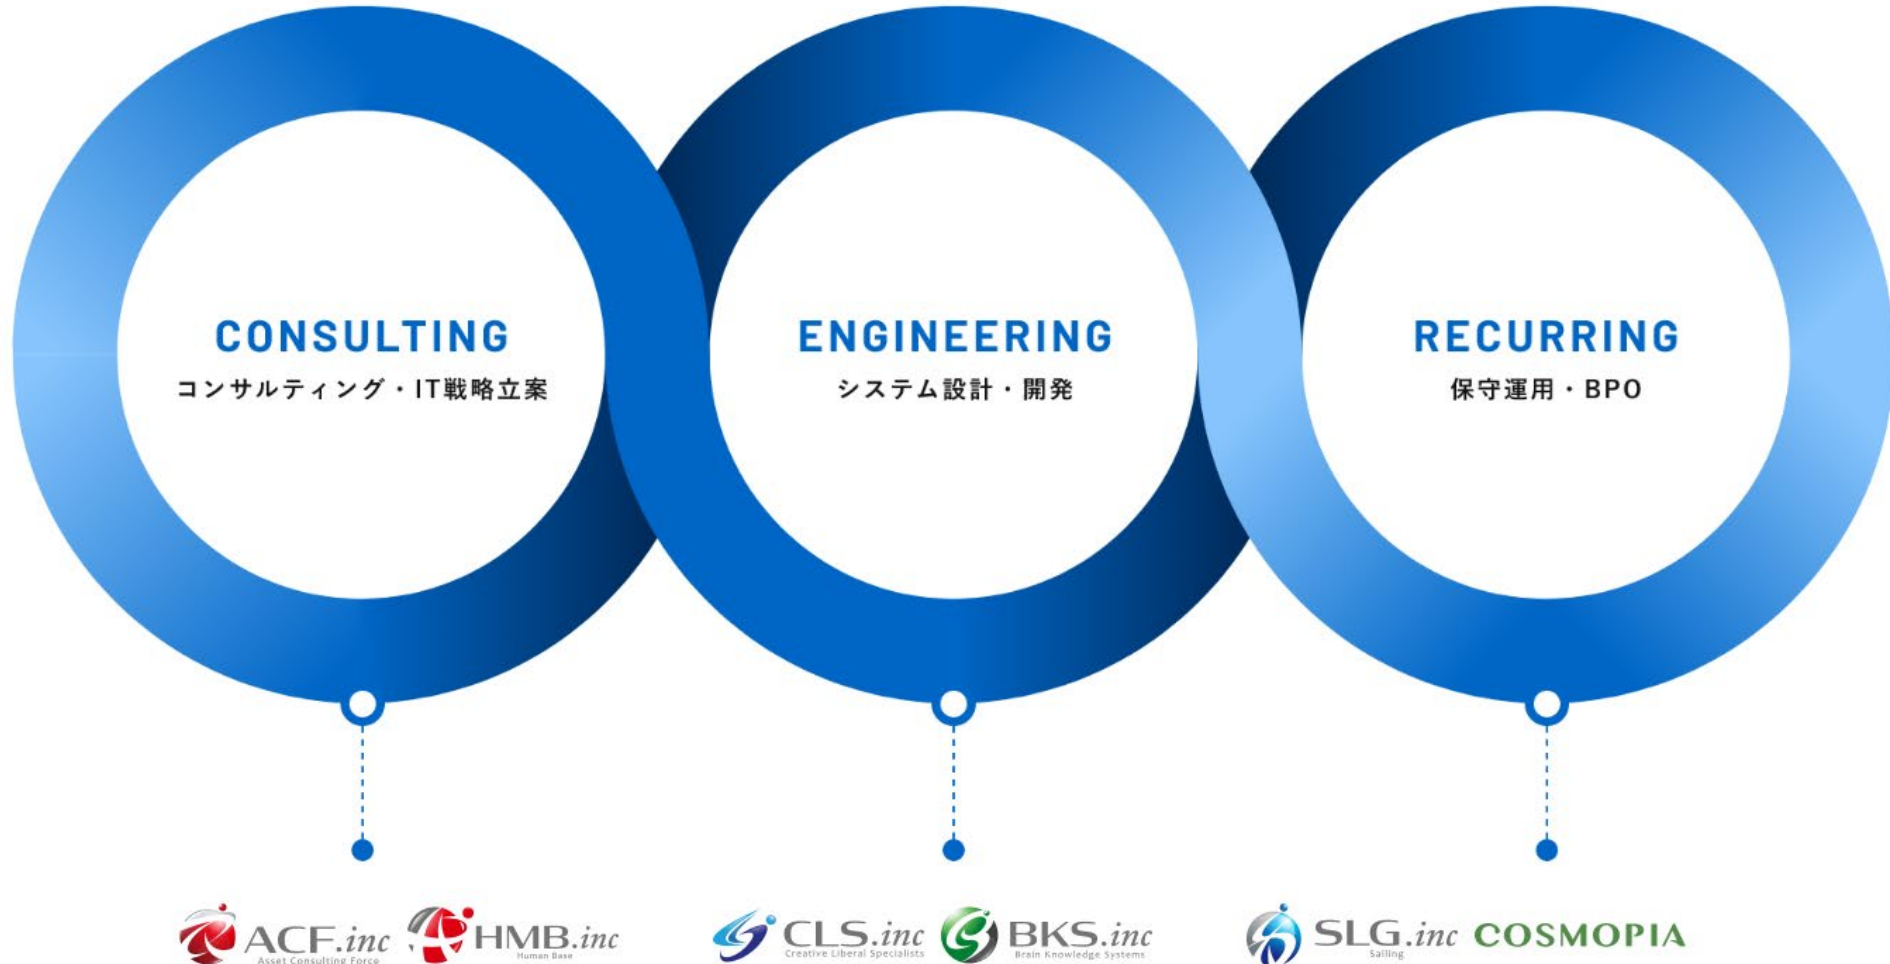 CONSULTING
コンサルティング・IT戦略立案
ENGINEERING
システム設計・開発
RECURRING
保守運用・BPO
ACF.inc
Asset Consulting Force
HMB.inc
Human Base
CLS.inc
Creative Liberal Specialists
BKS.inc
Brain Knowledge Systems
SLG.inc
Sailing
COSMOPIA